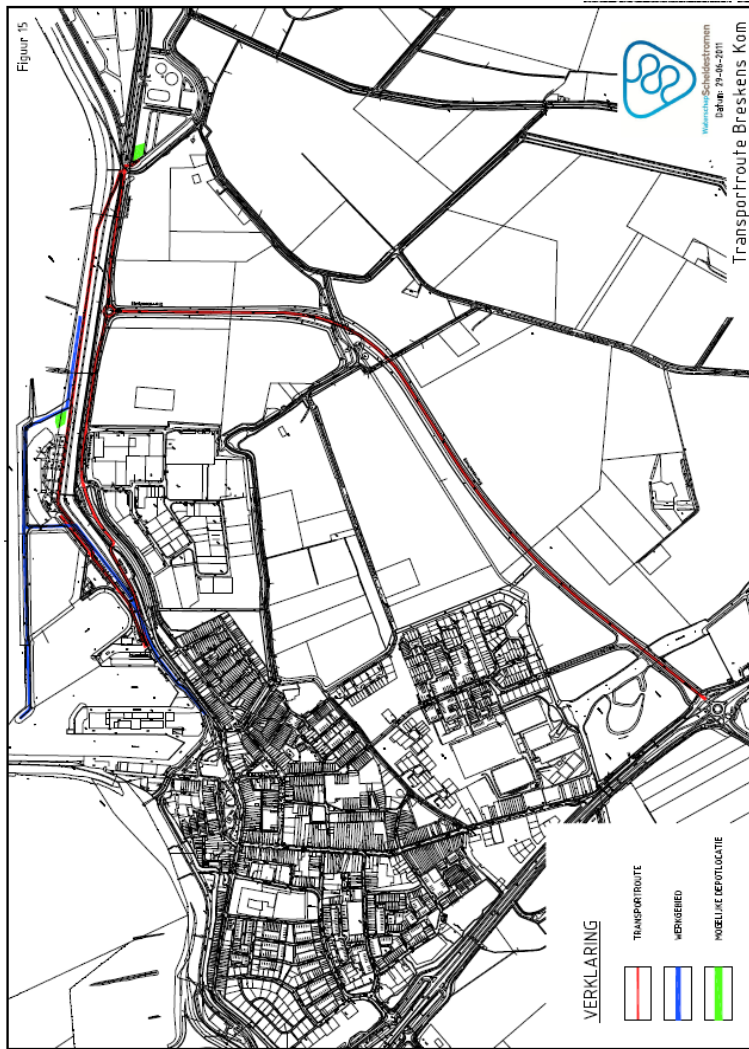 Figuur 15
Waterschap Scheldestromen
Datum: 29-06-2011
Transportroute Breskens Kom
VERKLARING
TRANSPORTROUTE
WERKGEBIED
MOGELIJKE DEPOTLOCATIE